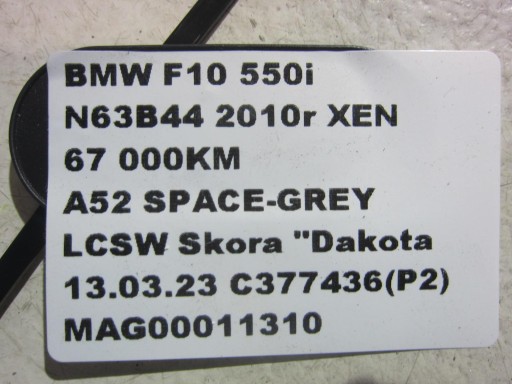 BMW F10 550i
N63B44 2010r XEN
67 000KM
A52 SPACE-GREY
LCSW Skora "Dakota
13.03.23 C377436(P2)
MAG00011310